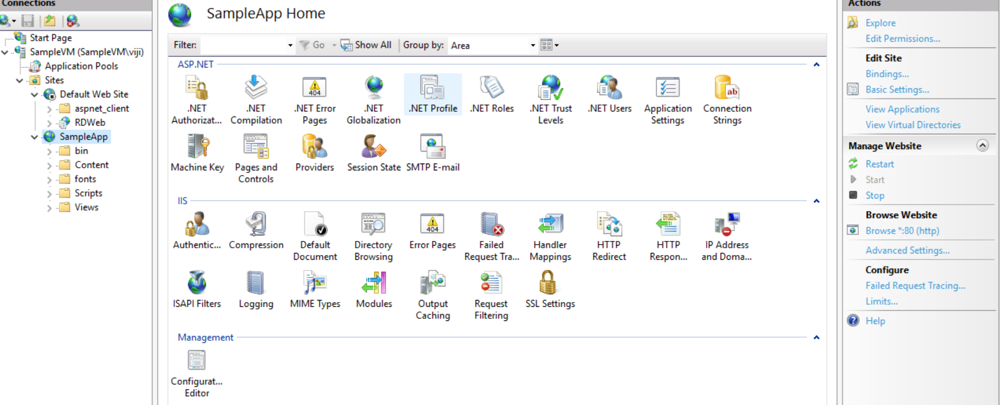 Connections
Start Page
SampleVM (SampleVM\viji)
Application Pools
Sites
Default Web Site
aspnet_client
RDWeb
SampleApp
bin
Content
fonts
Scripts
Views
SampleApp Home
Filter:
Go
Show All
Group by:
Area
ASP.NET
.NET
Authorizat...
.NET
Compilation
.NET Error
Pages
.NET
Globalization
.NET Profile
.NET Roles
.NET Trust
Levels
.NET Users
Application
Settings
Connection
Strings
Machine Key
Pages and
Controls
Providers
Session State
SMTP E-mail
IIS
Authentic...
Compression
Default
Document
Directory
Browsing
Error Pages
Failed
Request Tra...
Handler
Mappings
HTTP
Redirect
HTTP
Respon...
IP Address
and Doma...
ISAPI Filters
Logging
MIME Types
Modules
Output
Caching
Request
Filtering
SSL Settings
Management
Configurat...
Editor
Actions
Explore
Edit Permissions...
Edit Site
Bindings...
Basic Settings...
View Applications
View Virtual Directories
Manage Website
Restart
Start
Stop
Browse Website
Browse *:80 (http)
Advanced Settings...
Configure
Failed Request Tracing...
Limits...
Help